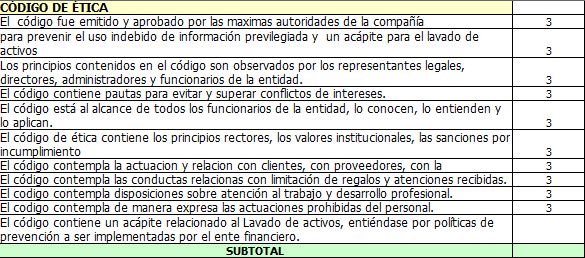 CÓDIGO DE ÉTICA
El  código fue emitido y aprobado por las maximas autoridades de la compañía 3
para prevenir el uso indebido de información previlegiada y  un acápite para el lavado de
activos 3
Los principios contenidos en el código son observados por los representantes legales,
directores, administradores y funcionarios de la entidad. 3
El código contiene pautas para evitar y superar conflictos de intereses. 3
El código está al alcance de todos los funcionarios de la entidad, lo conocen, lo entienden y
lo aplican. 3
El código de ética contiene los principios rectores, los valores institucionales, las sanciones por
incumplimiento 3
El código contempla la actuacion y relacion con clientes, con proveedores, con la 3
El código contempla las conductas relacionas con limitación de regalos y atenciones recibidas. 3
El código contempla disposiciones sobre atención al trabajo y desarrollo profesional. 3
El código contempla de manera expresa las actuaciones prohibidas del personal. 3
El código contiene un acápite relacionado al Lavado de activos, entiéndase por políticas de
prevención a ser implementadas por el ente financiero.
SUBTOTAL